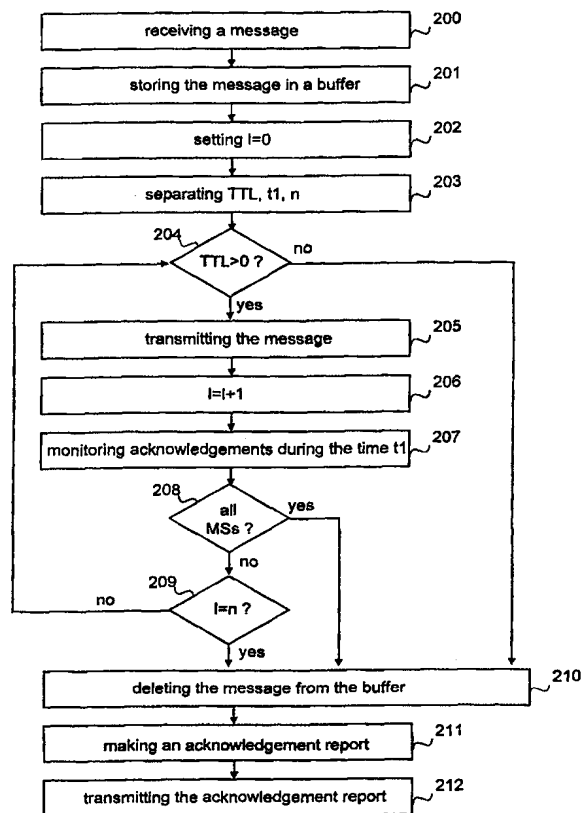 receiving a message 200
storing the message in a buffer 201
setting I=0 202
separating TTL, t1, n 203
204
TTL>0 ? no
yes
transmitting the message 205
I=I+1 206
monitoring acknowledgements during the time t1 207
208
all yes
MSs ?
no
209
no I=n ?
yes
210
deleting the message from the buffer
making an acknowledgement report 211
transmitting the acknowledgement report 212